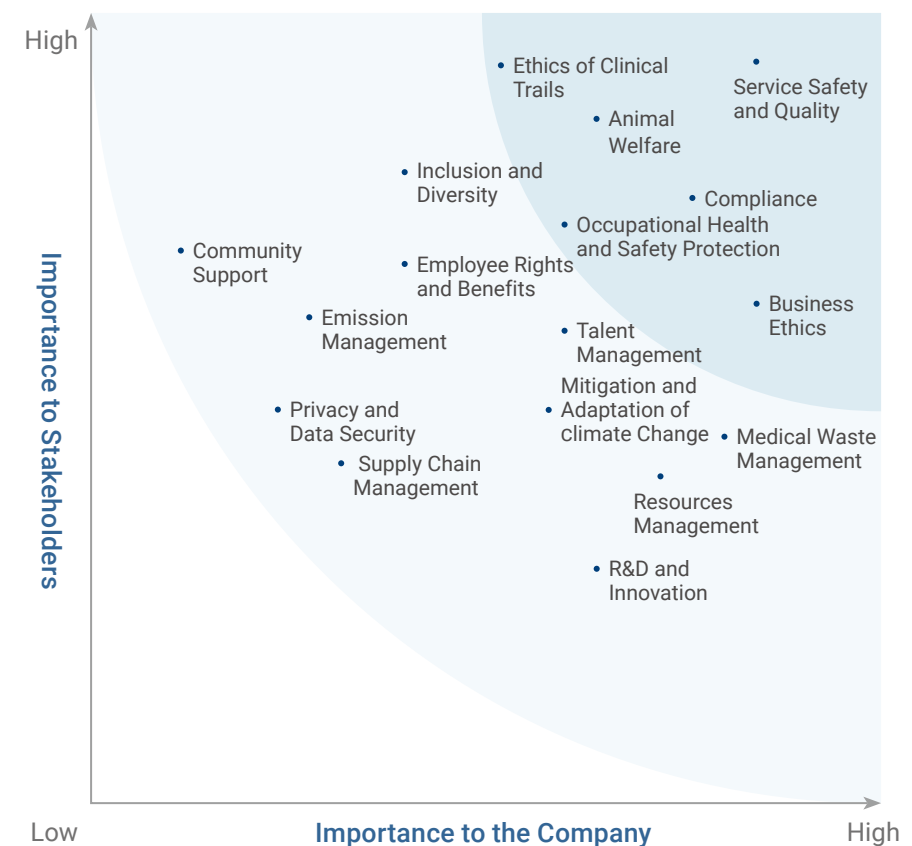 High
Ethics of Clinical
Trails
Service Safety
and Quality
Animal
Welfare
Inclusion and
Diversity
Compliance
Occupational Health
and Safety Protection
Community
Support
Employee Rights
and Benefits
Business
Ethics
Emission
Management
Talent
Management
Mitigation and
Adaptation of
climate Change
Privacy and
Data Security
Medical Waste
Management
Supply Chain
Management
Resources
Management
R&D and
Innovation
Importance to Stakeholders
Low
Importance to the Company
High